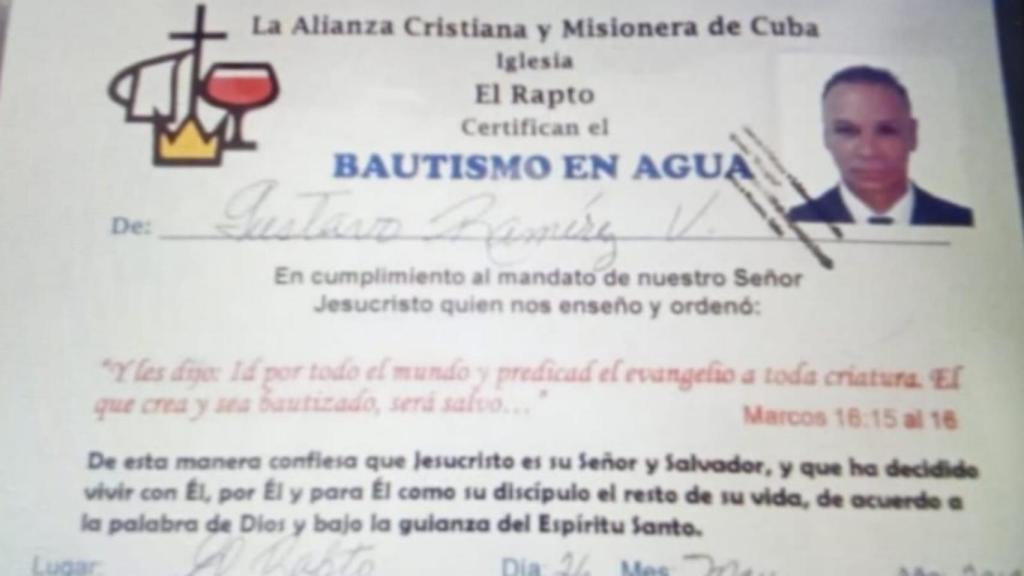 La Alianza Cristiana y Misionera de Cuba
Iglesia
El Rapto
Certifican el
BAUTISMO EN AGUA
De: Gustavo Ramírez V.
En cumplimiento al mandato de nuestro Señor
Jesucristo quien nos enseño y ordenó:
"Y les dijo: Id por todo el mundo y predicad el evangelio a toda criatura. El
que crea y sea bautizado, será salvo..."
Marcos 16:15 al 16
De esta manera confiesa que Jesucristo es su Señor y Salvador, y que ha decidido
vivir con Él, por Él y para Él como su discípulo el resto de su vida, de acuerdo a
la palabra de Dios y bajo la guianza del Espíritu Santo.
Lugar: El Rapto Día 26 Mes